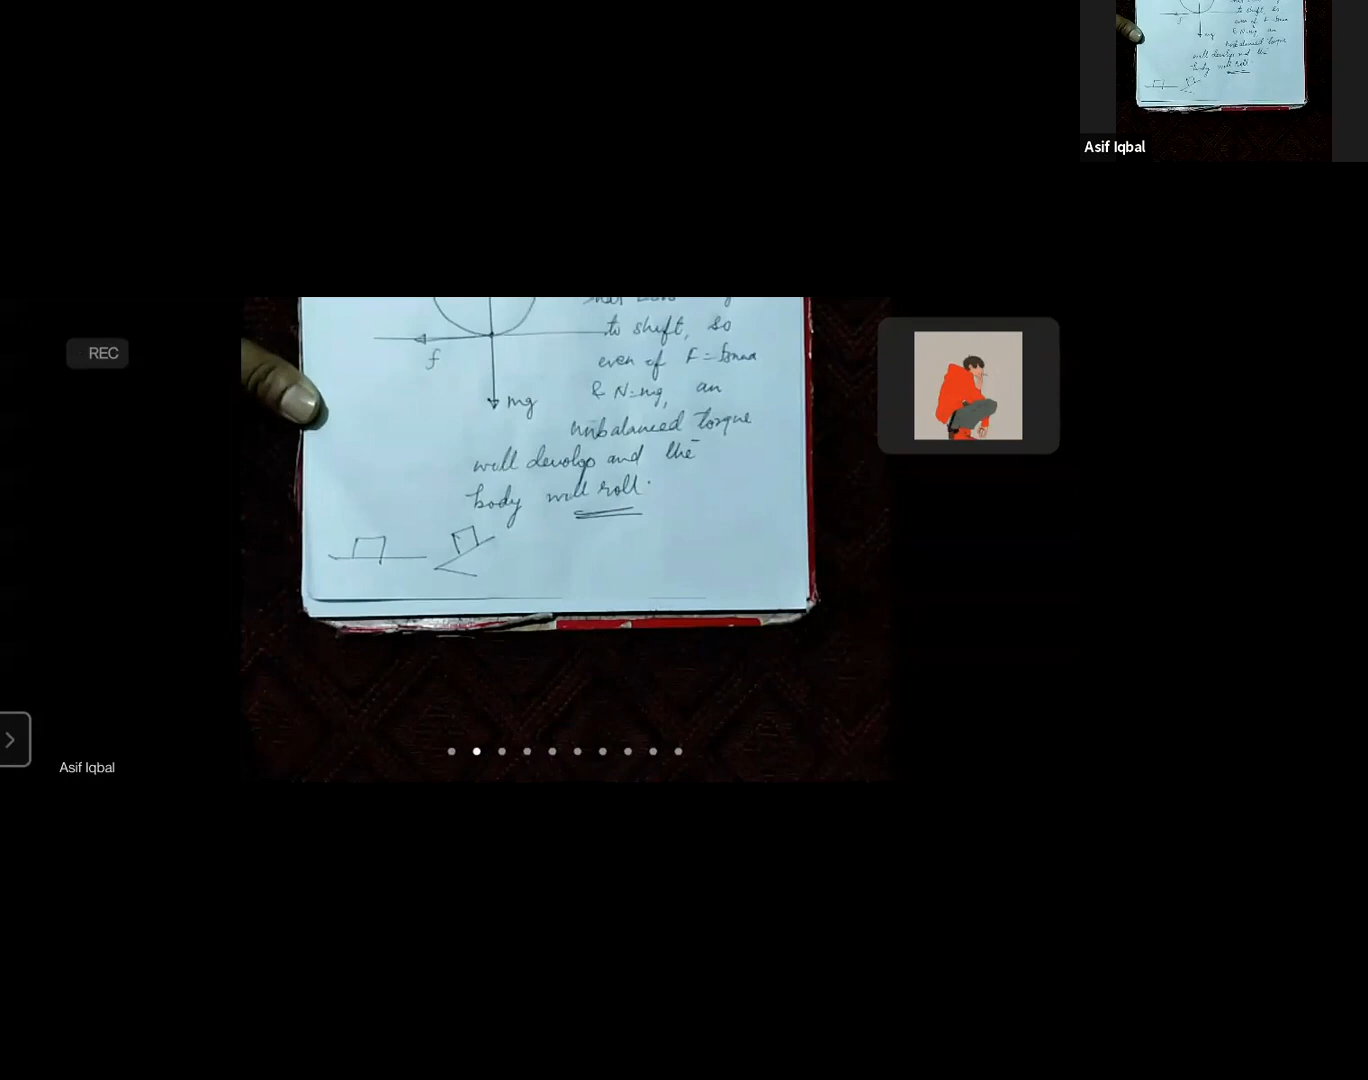 Asif Iqbal
REC
to shift, so
even if F = fmax
f
& N=mg, an
mg
unbalanced torque
will develop and the
body will roll.
Asif Iqbal